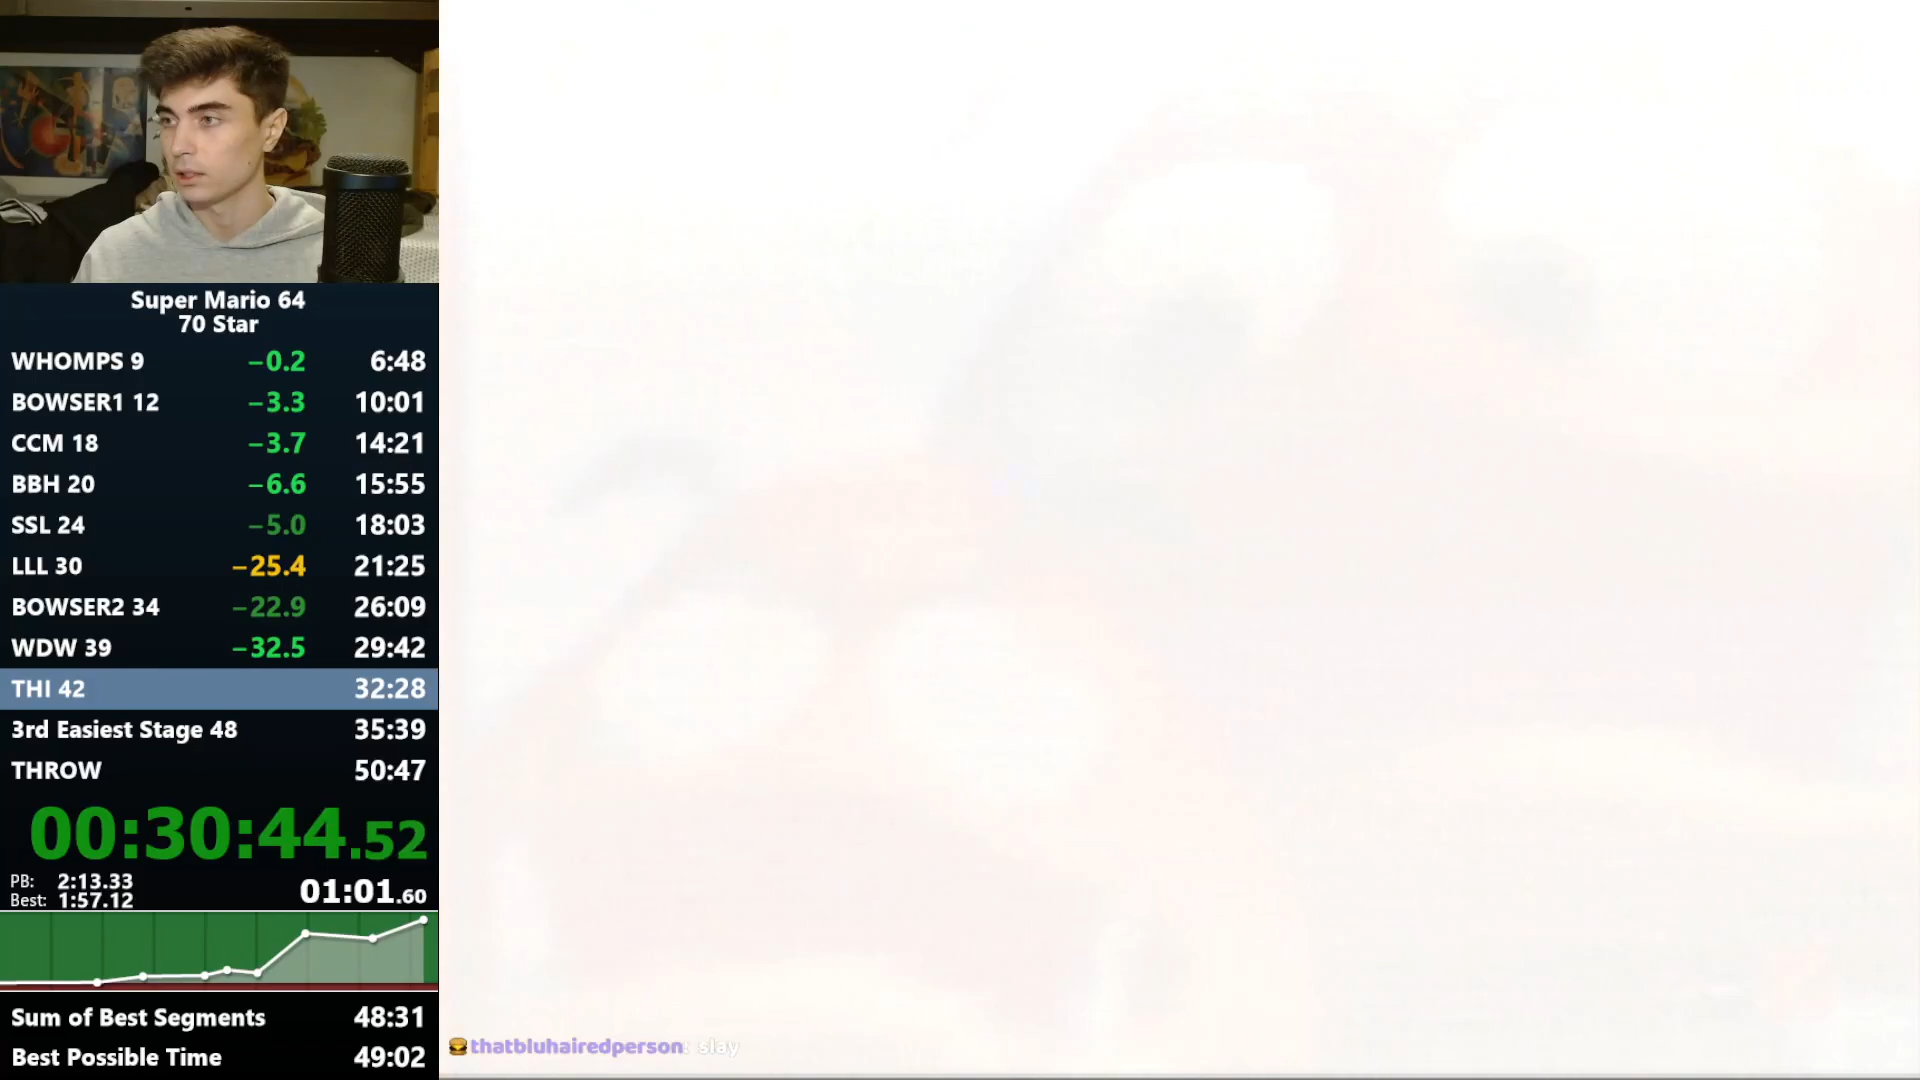 Super Mario 64
70 Star
WHOMPS 9 −0.2 6:48
BOWSER1 12 −3.3 10:01
CCM 18 −3.7 14:21
BBH 20 −6.6 15:55
SSL 24 −5.0 18:03
LLL 30 −25.4 21:25
BOWSER2 34 −22.9 26:09
WDW 39 −32.5 29:42
THI 42 32:28
3rd Easiest Stage 48 35:39
THROW 50:47
00:30:44.52
PB: 2:13.33
Best: 1:57.12
01:01.60
Sum of Best Segments 48:31
Best Possible Time 49:02
thatbluhairedperson: slay